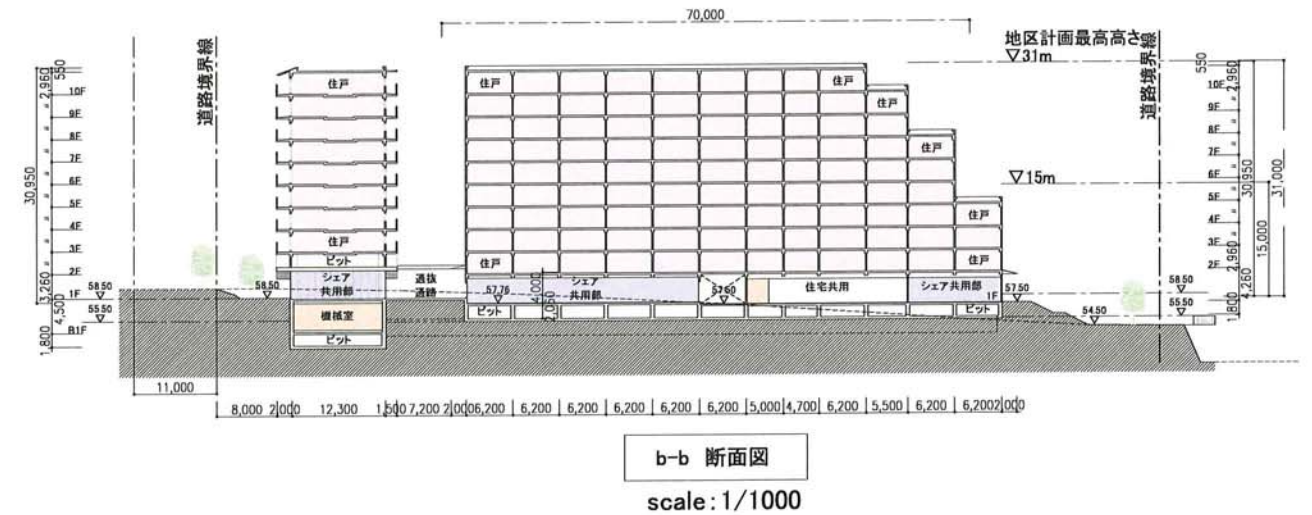 70,000
地区計画最高高さ
▽31m
道路境界線
道路境界線
550
2,960
10F
9F
8F
7F
6F
5F
4F
3F
2F
1F
B1F
30,950
3,260
4,500
1,800
58.50
55.50
58.50
住戸
住戸
ピット
シェア
共用部
機械室
ピット
通抜
通路
住戸
住戸
住戸
住戸
住戸
住戸
住戸
▽15m
57.76
シェア
共用部
4,000
2,050
57.50
住宅共用
シェア共用部
1F
ピット
ピット
57.50
54.50
58.50
55.50
550
2,960
10F
9F
8F
7F
6F
5F
4F
3F
2F
2,960
30,950
31,000
15,000
4,260
1,800
11,000
8,000 2,000 12,300 1,500 7,200 2,000 6,200 6,200 6,200 6,200 6,200 6,200 5,000 4,700 6,200 5,500 6,200 6,200 2,000
b-b 断面図
scale:1/1000